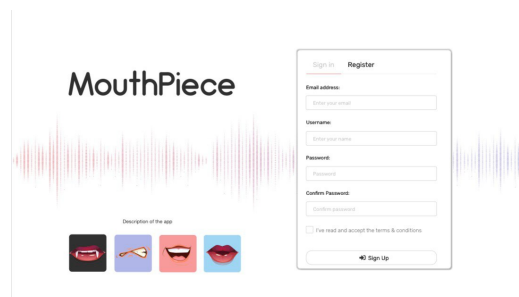 MouthPiece
Description of the app
Sign in Register
Email address:
Enter your email
Username:
Enter your name
Password:
Password
Confirm Password:
Confirm password
I've read and accept the terms & conditions
Sign Up